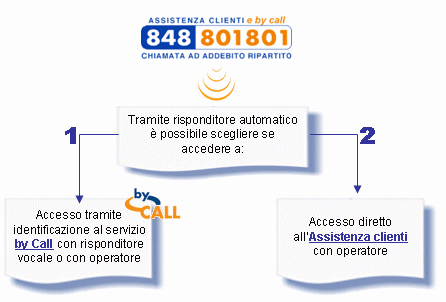 ASSISTENZA CLIENTI e by call
848 801801
CHIAMATA AD ADDEBITO RIPARTITO
Tramite risponditore automatico
è possibile scegliere se
accedere a:
1
2
by
CALL
Accesso tramite
identificazione al servizio
by Call con risponditore
vocale o con operatore
Accesso diretto
all'Assistenza clienti
con operatore